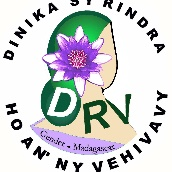 DINIKA SY RINDRA
DRV
Gender - Madagascar
HO AN' NY VEHIVAVY